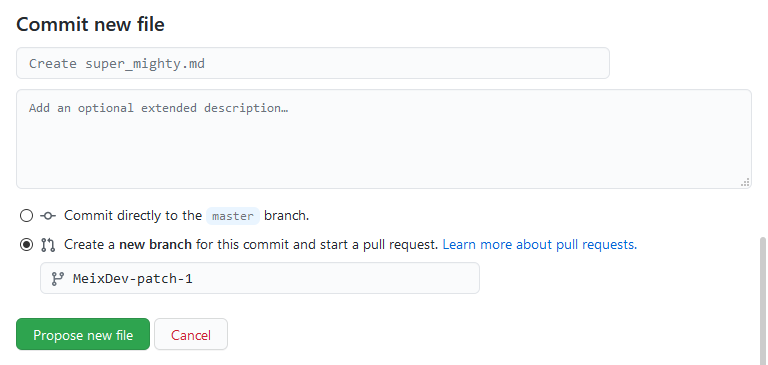 Commit new file
Create super_mighty.md
Add an optional extended description…
Commit directly to the master branch.
Create a new branch for this commit and start a pull request. Learn more about pull requests.
MeixDev-patch-1
Propose new file Cancel